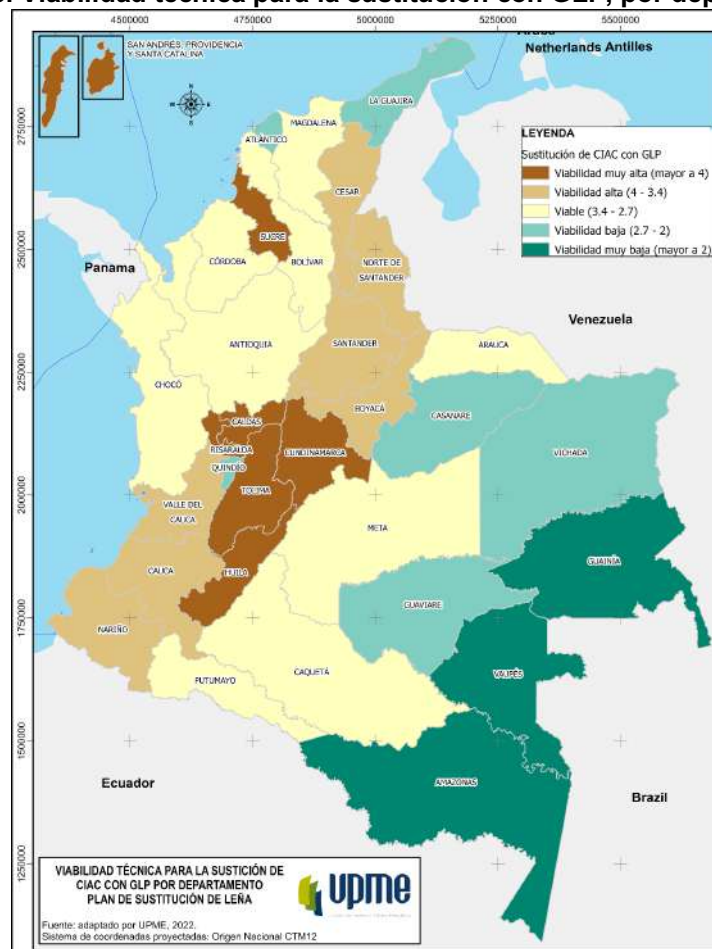 . Viabilidad técnica para la sustitución con GLP, por dep
4500000 4750000 5000000 5250000 5500000
SAN ANDRÉS, PROVIDENCIA
Y SANTA CATALINA
Netherlands Antilles
N
LA GUAJIRA
2750000
MAGDALENA
ATLÁNTICO
LEYENDA
Sustitución de CIAC con GLP
Viabilidad muy alta (mayor a 4)
Viabilidad alta (4 - 3.4)
Viable (3.4 - 2.7)
Viabilidad baja (2.7 - 2)
Viabilidad muy baja (mayor a 2)
CESAR
SUCRE
2500000
Panama
CÓRDOBA
BOLÍVAR
NORTE DE
SANTANDER
Venezuela
ANTIOQUIA
SANTANDER
ARAUCA
2250000
CHOCÓ
BOYACÁ
CASANARE
CALDAS
RISARALDA
CUNDINAMARCA
VICHADA
QUINDÍO
TOLIMA
2000000
VALLE DEL
CAUCA
META
GUAINÍA
CAUCA
HUILA
GUAVIARE
1750000
NARIÑO
CAQUETÁ
VAUPÉS
PUTUMAYO
1500000
Ecuador
AMAZONAS
Brazil
1250000
VIABILIDAD TÉCNICA PARA LA SUSTICIÓN DE
CIAC CON GLP POR DEPARTAMENTO
PLAN DE SUSTITUCIÓN DE LEÑA
upme
Fuente: adaptado por UPME, 2022.
Sistema de coordenadas proyectadas: Origen Nacional CTM12